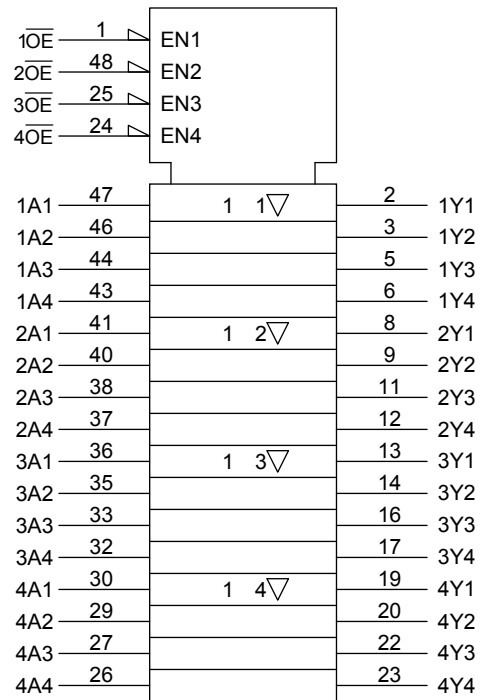 1O̅E̅ 1 EN1
2O̅E̅ 48 EN2
3O̅E̅ 25 EN3
4O̅E̅ 24 EN4
1A1 47 1 1▽ 2 1Y1
1A2 46 3 1Y2
1A3 44 5 1Y3
1A4 43 6 1Y4
2A1 41 1 2▽ 8 2Y1
2A2 40 9 2Y2
2A3 38 11 2Y3
2A4 37 12 2Y4
3A1 36 1 3▽ 13 3Y1
3A2 35 14 3Y2
3A3 33 16 3Y3
3A4 32 17 3Y4
4A1 30 1 4▽ 19 4Y1
4A2 29 20 4Y2
4A3 27 22 4Y3
4A4 26 23 4Y4